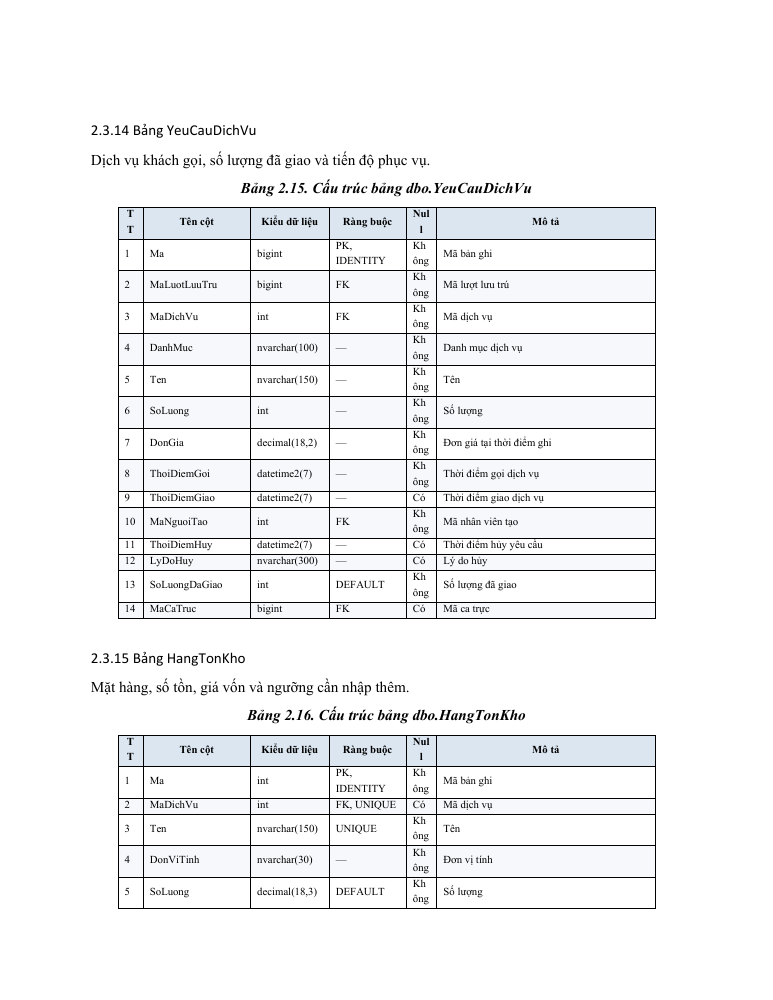 2.3.14 Bảng YeuCauDichVu
Dịch vụ khách gọi, số lượng đã giao và tiến độ phục vụ.
Bảng 2.15. Cấu trúc bảng dbo.YeuCauDichVu
TT Tên cột Kiểu dữ liệu Ràng buộc Null Mô tả
1 Ma bigint PK, IDENTITY Không Mã bản ghi
2 MaLuotLuuTru bigint FK Không Mã lượt lưu trú
3 MaDichVu int FK Không Mã dịch vụ
4 DanhMuc nvarchar(100) — Không Danh mục dịch vụ
5 Ten nvarchar(150) — Không Tên
6 SoLuong int — Không Số lượng
7 DonGia decimal(18,2) — Không Đơn giá tại thời điểm ghi
8 ThoiDiemGoi datetime2(7) — Không Thời điểm gọi dịch vụ
9 ThoiDiemGiao datetime2(7) — Có Thời điểm giao dịch vụ
10 MaNguoiTao int FK Không Mã nhân viên tạo
11 ThoiDiemHuy datetime2(7) — Có Thời điểm hủy yêu cầu
12 LyDoHuy nvarchar(300) — Có Lý do hủy
13 SoLuongDaGiao int DEFAULT Không Số lượng đã giao
14 MaCaTruc bigint FK Có Mã ca trực
2.3.15 Bảng HangTonKho
Mặt hàng, số tồn, giá vốn và ngưỡng cần nhập thêm.
Bảng 2.16. Cấu trúc bảng dbo.HangTonKho
TT Tên cột Kiểu dữ liệu Ràng buộc Null Mô tả
1 Ma int PK, IDENTITY Không Mã bản ghi
2 MaDichVu int FK, UNIQUE Có Mã dịch vụ
3 Ten nvarchar(150) UNIQUE Không Tên
4 DonViTinh nvarchar(30) — Không Đơn vị tính
5 SoLuong decimal(18,3) DEFAULT Không Số lượng